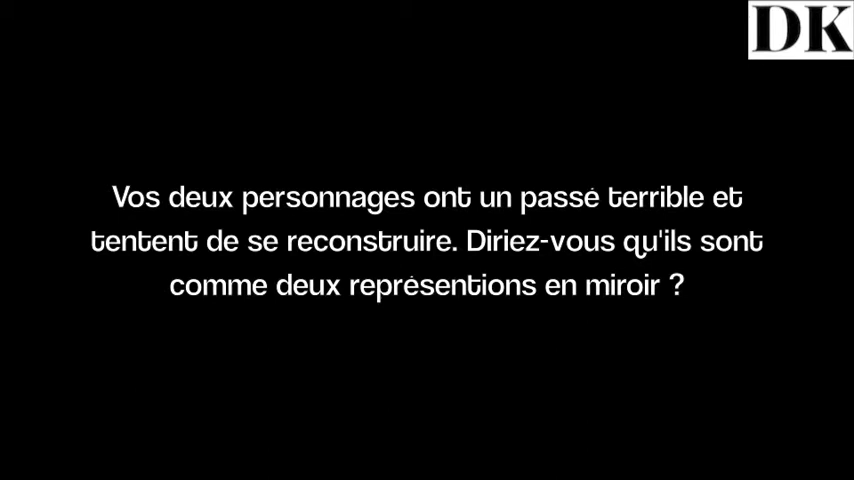 DK
Vos deux personnages ont un passé terrible et
tentent de se reconstruire. Diriez-vous qu'ils sont
comme deux représentions en miroir ?